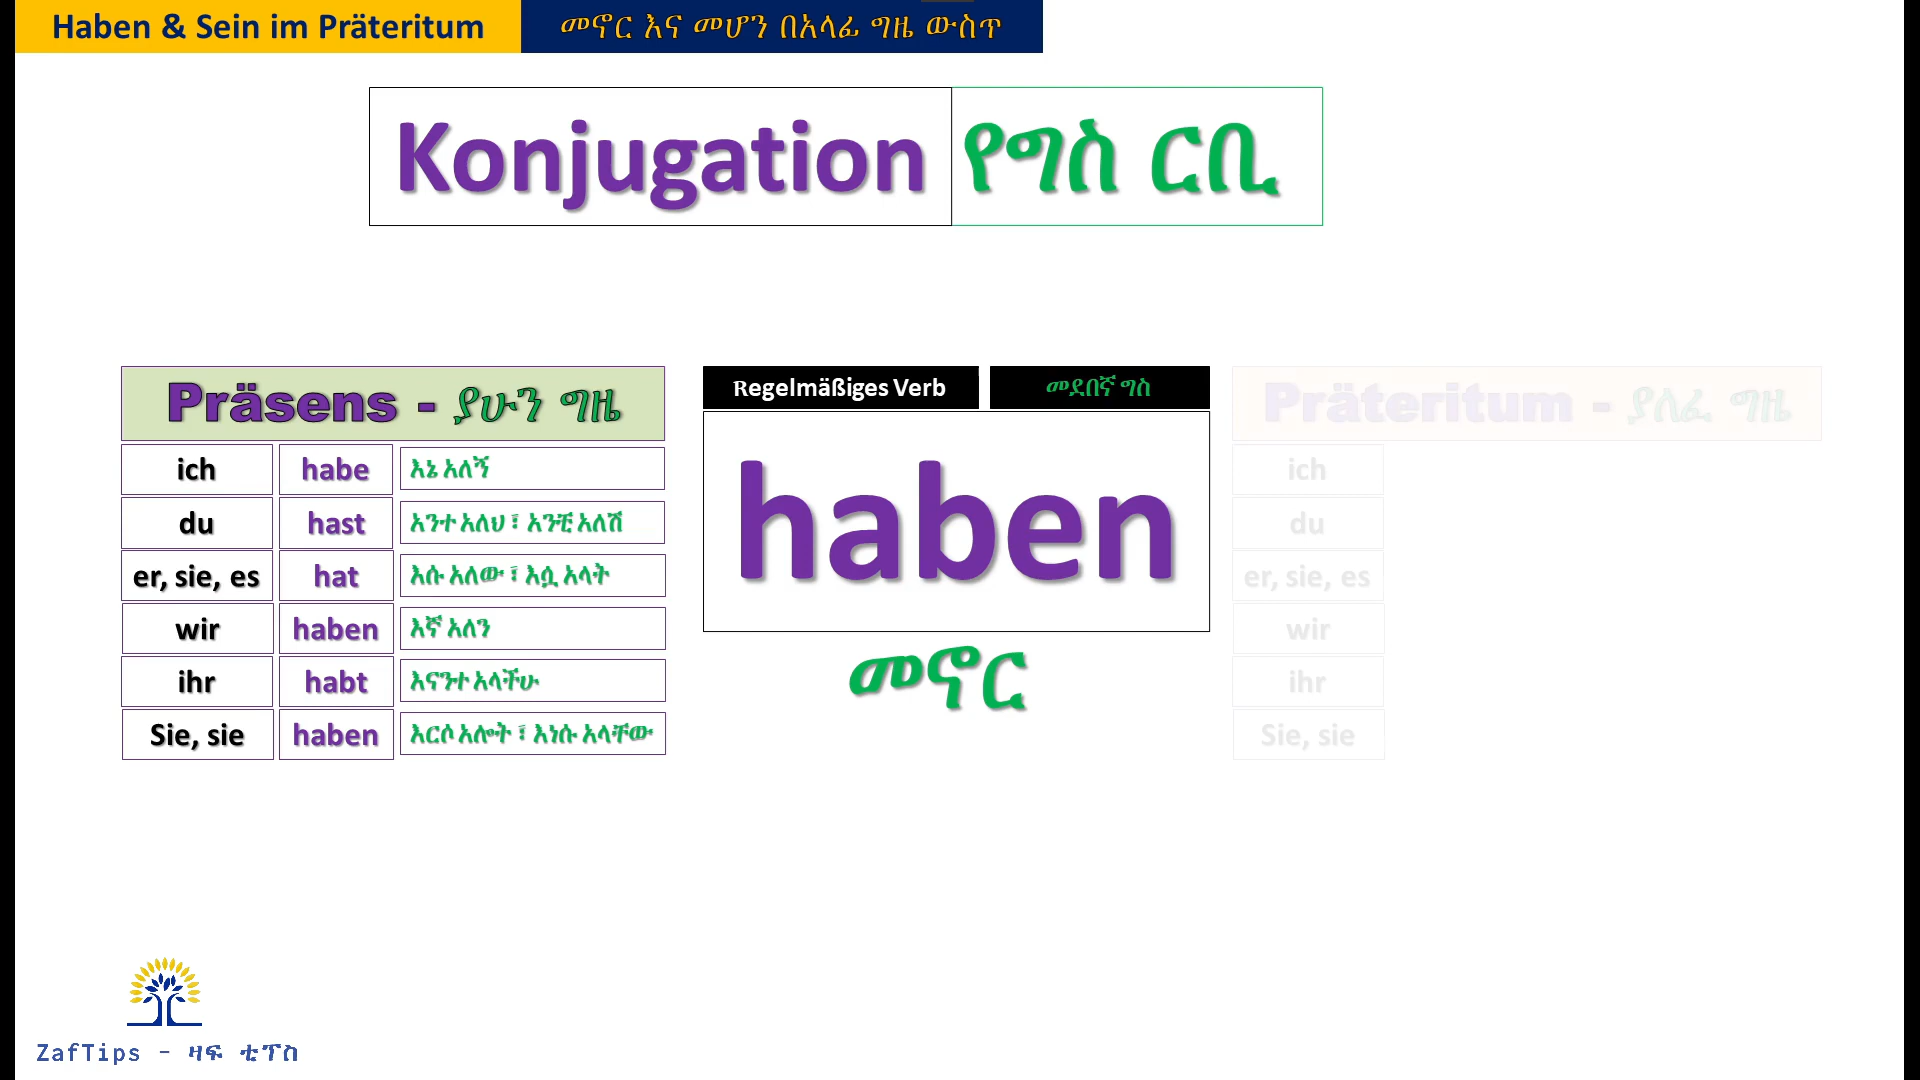 Haben & Sein im Präteritum መኖር እና መሆን በአላፊ ግዜ ውስጥ
Konjugation የግስ ርቢ
Präsens - ያሁን ግዜ
ich habe እኔ አለኝ
du hast አንተ አለህ ፣ አንቺ አለሽ
er, sie, es hat እሱ አለው ፣ እሷ አላት
wir haben እኛ አለን
ihr habt እናንተ አላችሁ
Sie, sie haben እርሶ አሎት ፣ እነሱ አላቸው
Regelmäßiges Verb መደበኛ ግስ
haben
መኖር
Präteritum - ያለፈ ግዜ
ich
du
er, sie, es
wir
ihr
Sie, sie
ZafTips - ዛፍ ቲፕስ